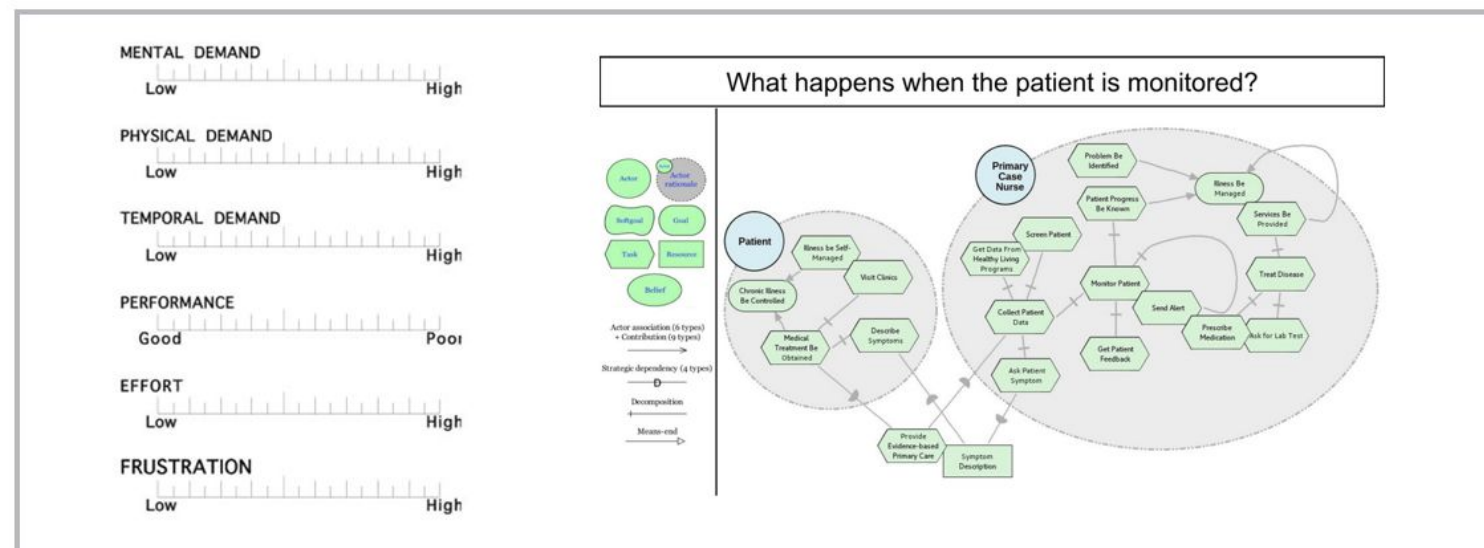 MENTAL DEMAND
Low High
PHYSICAL DEMAND
Low High
TEMPORAL DEMAND
Low High
PERFORMANCE
Good Poor
EFFORT
Low High
FRUSTRATION
Low High
What happens when the patient is monitored?
Actor
Actor
rationale
Softgoal
Goal
Task
Resource
Belief
Actor association (6 types)
+ Contribution (9 types)
Strategic dependency (4 types)
D
Decomposition
Means-end
Patient
Illness be Self-
Managed
Visit Clinics
Chronic Illness
Be Controlled
Medical
Treatment Be
Obtained
Describe
Symptoms
Primary
Case
Nurse
Problem Be
Identified
Illness Be
Managed
Patient Progress
Be Known
Services Be
Provided
Screen Patient
Get Data From
Healthy Living
Programs
Monitor Patient
Treat Disease
Send Alert
Collect Patient
Data
Prescribe
Medication
Ask for Lab Test
Get Patient
Feedback
Ask Patient
Symptom
Provide
Evidence-based
Primary Care
Symptom
Description